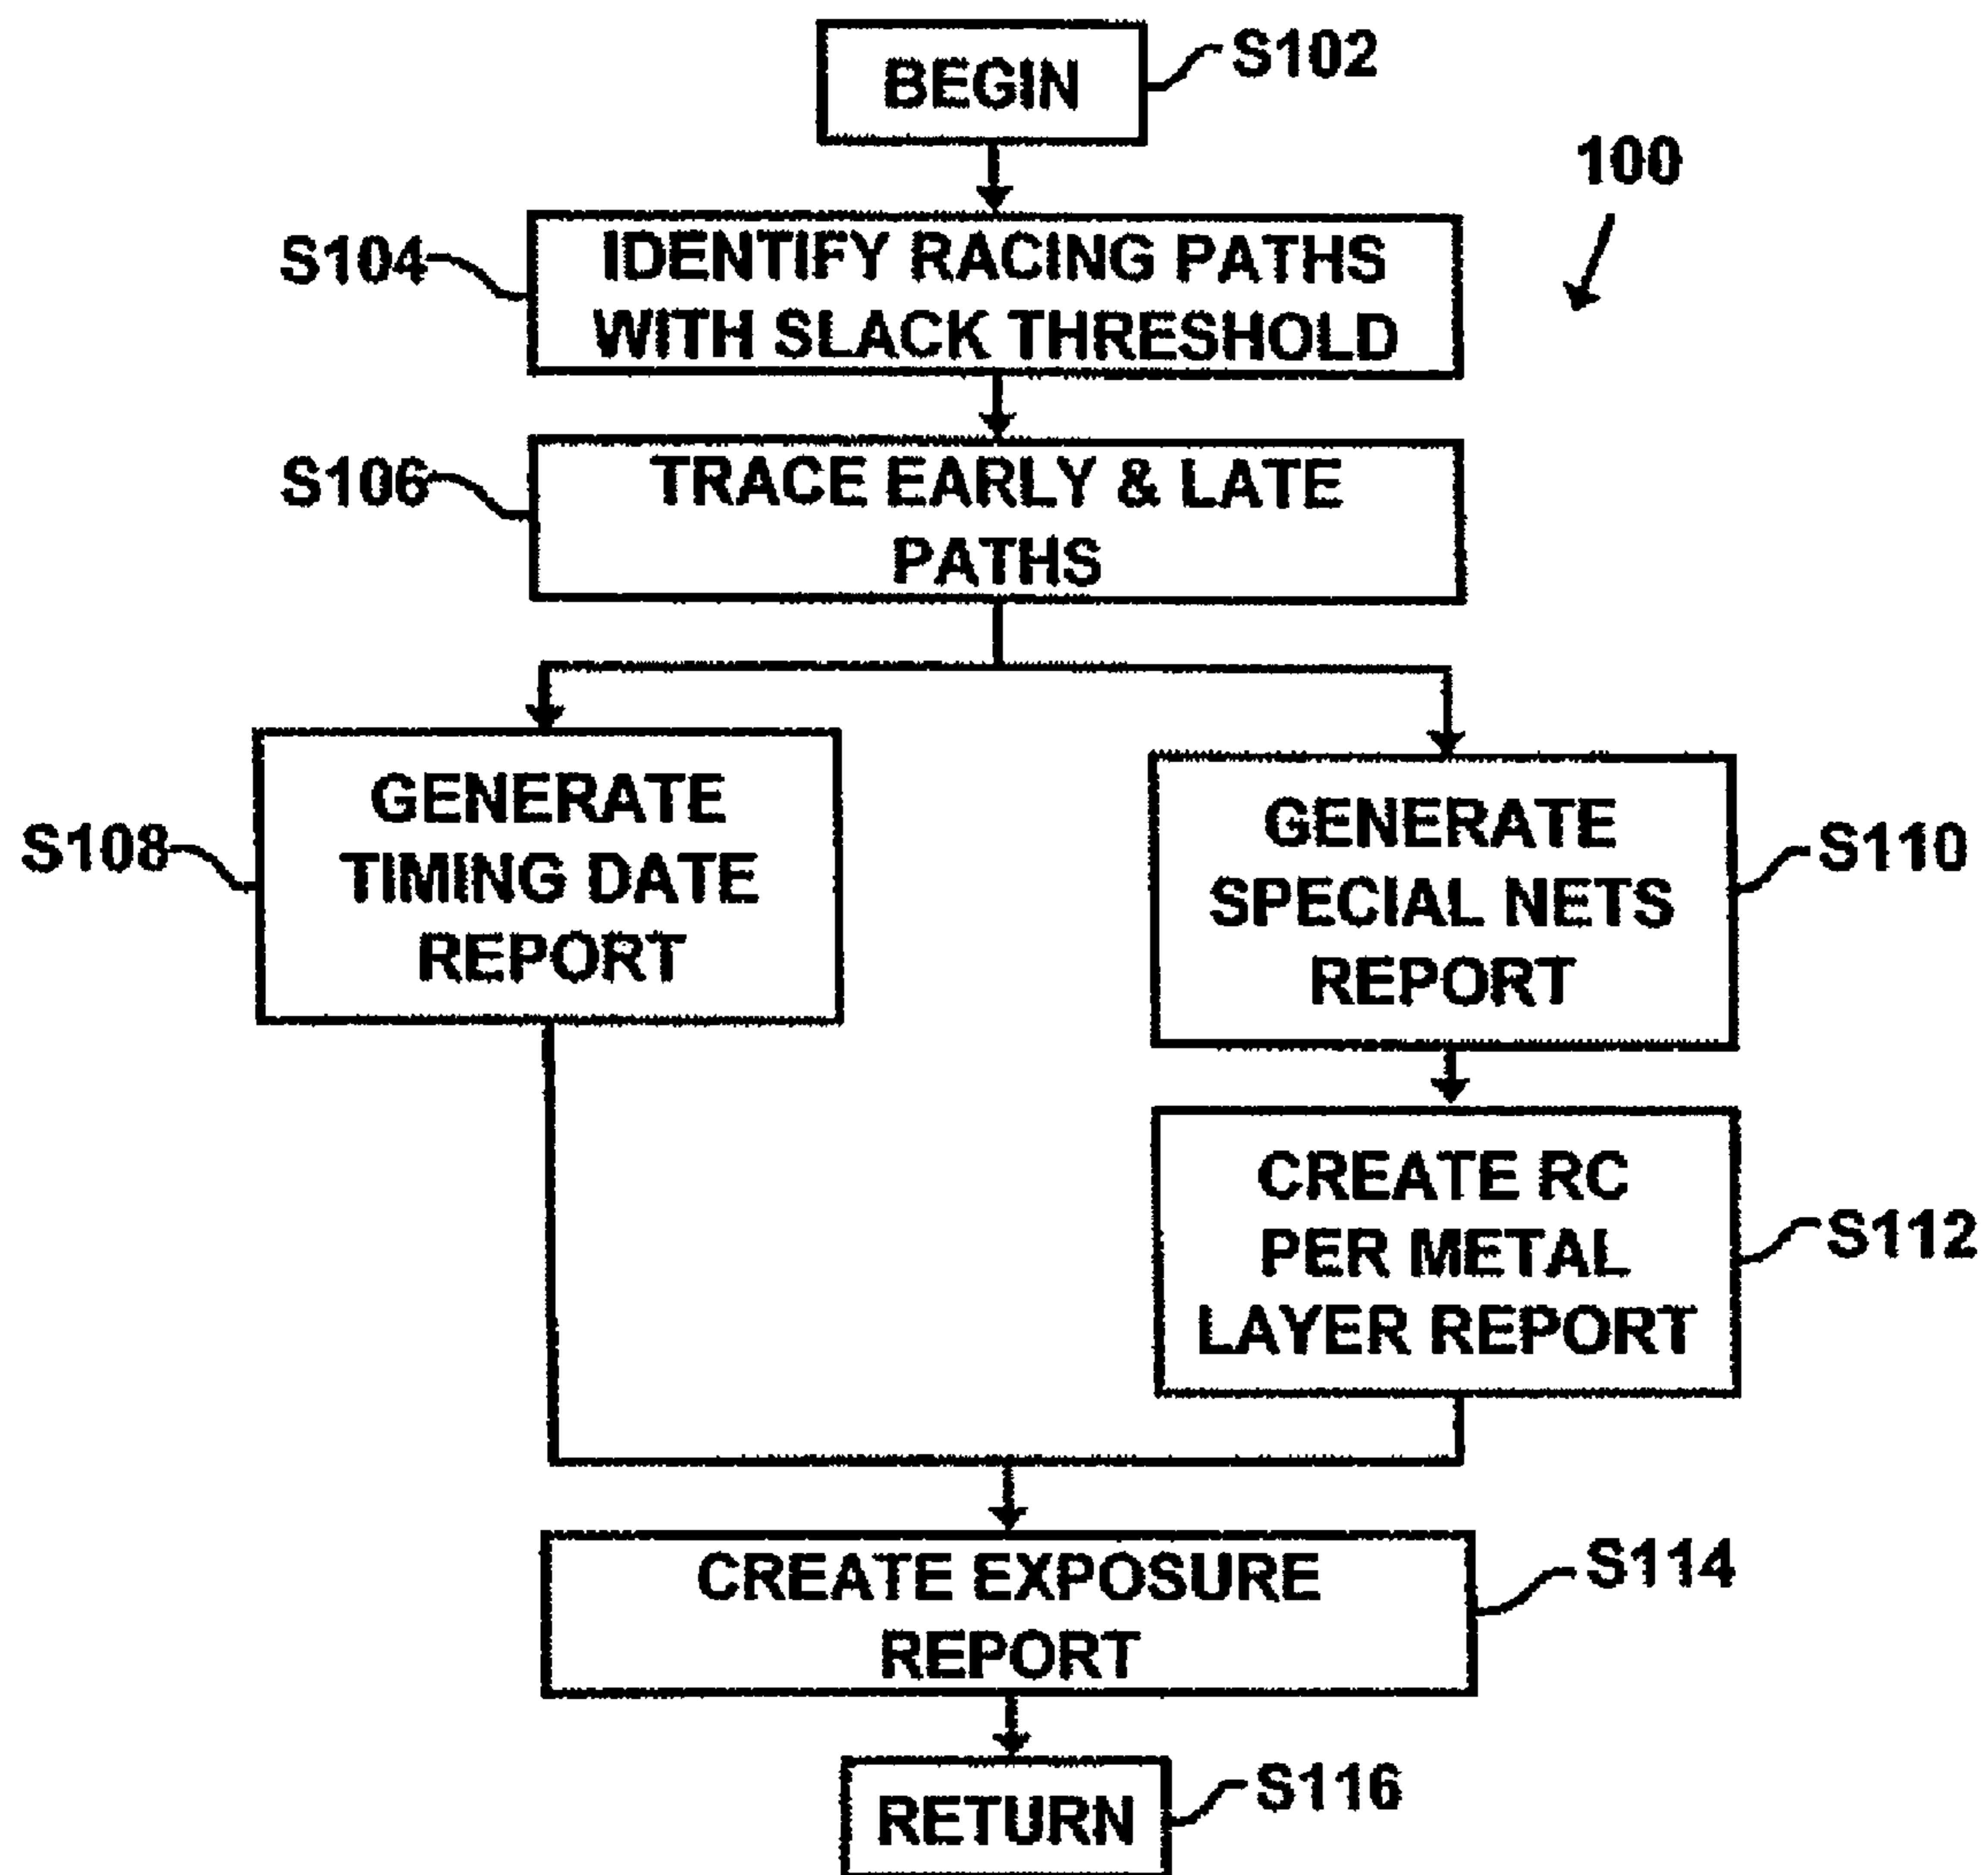 BEGIN
S102
100
S104
IDENTIFY RACING PATHS
WITH SLACK THRESHOLD
S106
TRACE EARLY & LATE
PATHS
S108
GENERATE
TIMING DATE
REPORT
GENERATE
SPECIAL NETS
REPORT
S110
CREATE RC
PER METAL
LAYER REPORT
S112
CREATE EXPOSURE
REPORT
S114
RETURN
S116